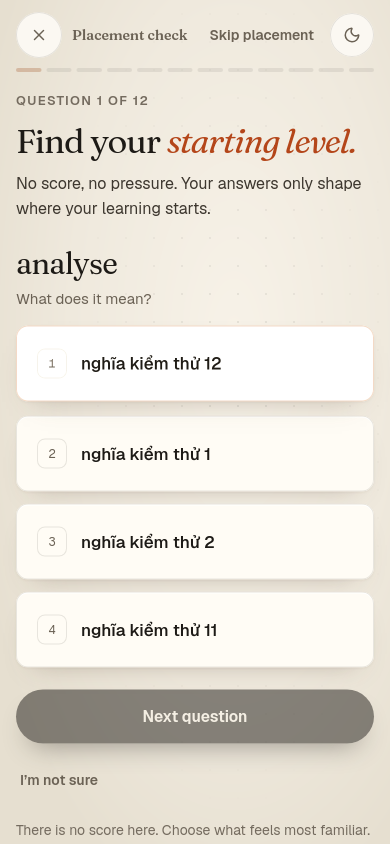 Placement check
Skip placement
QUESTION 1 OF 12
Find your starting level.
No score, no pressure. Your answers only shape
where your learning starts.
analyse
What does it mean?
1 nghĩa kiểm thử 12
2 nghĩa kiểm thử 1
3 nghĩa kiểm thử 2
4 nghĩa kiểm thử 11
Next question
I'm not sure
There is no score here. Choose what feels most familiar.